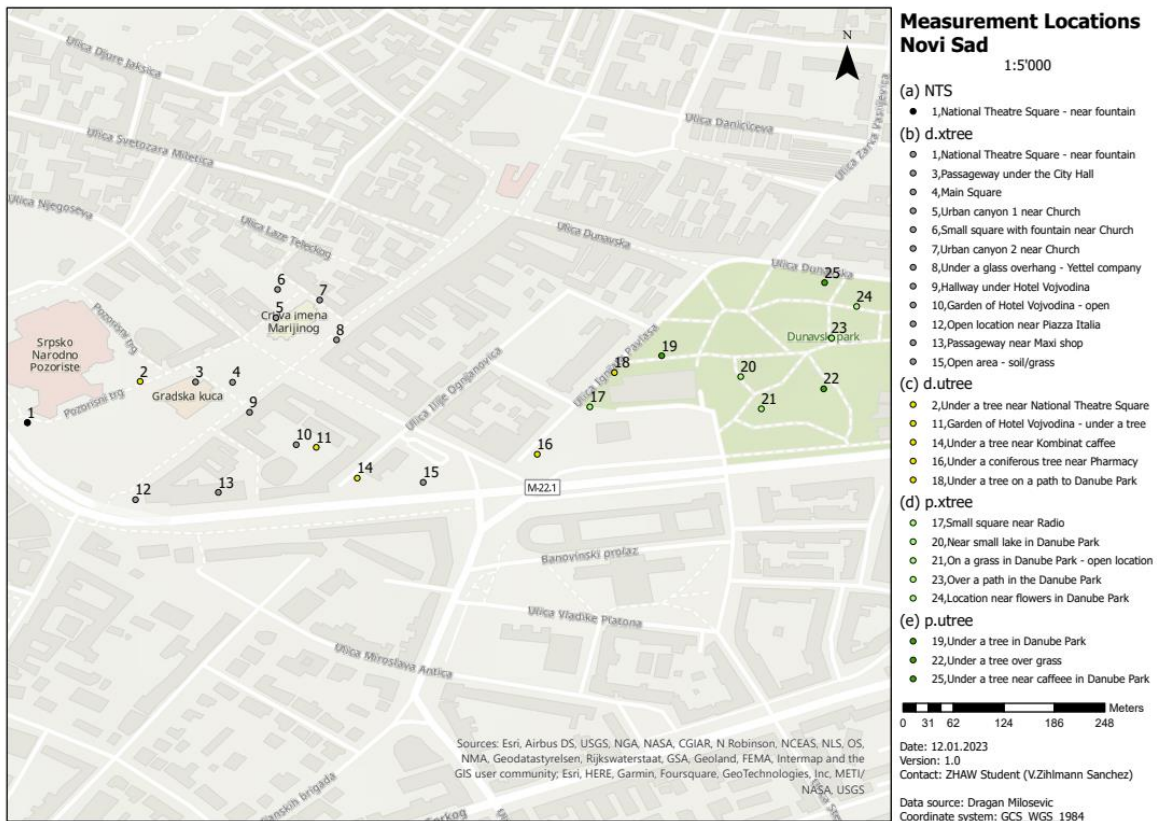 Measurement Locations
Novi Sad
1:5'000
(a) NTS
1,National Theatre Square - near fountain
(b) d.xtree
1,National Theatre Square - near fountain
3,Passageway under the City Hall
4,Main Square
5,Urban canyon 1 near Church
6,Small square with fountain near Church
7,Urban canyon 2 near Church
8,Under a glass overhang - Yettel company
9,Hallway under Hotel Vojvodina
10,Garden of Hotel Vojvodina - open
12,Open location near Piazza Italia
13,Passageway near Maxi shop
15,Open area - soil/grass
(c) d.utree
2,Under a tree near National Theatre Square
11,Garden of Hotel Vojvodina - under a tree
14,Under a tree near Kombinat caffee
16,Under a coniferous tree near Pharmacy
18,Under a tree on a path to Danube Park
(d) p.xtree
17,Small square near Radio
20,Near small lake in Danube Park
21,On a grass in Danube Park - open location
23,Over a path in the Danube Park
24,Location near flowers in Danube Park
(e) p.utree
19,Under a tree in Danube Park
22,Under a tree over grass
25,Under a tree near caffeee in Danube Park
Meters
0 31 62 124 186 248
Date: 12.01.2023
Version: 1.0
Contact: ZHAW Student (V.Zihlmann Sanchez)
Data source: Dragan Milosevic
Coordinate system: GCS_WGS_1984
N
Ulica Djure Jaksica
Ulica Svetozara Miletica
Ulica Danicićeva
Ulica Zarka Vasiljevica
Ulica Njegoseva
Ulica Laze Teleckog
Ulica Dunavska
Ulica Dunavska
25
6
7
24
5
Crkva imena
Marijinog
8
23
Dunavski park
Pozorisni trg
Srpsko
Narodno
Pozoriste
19
18
20
Ulica Ignjata Pavlasa
Ulica Ilije Ognjanovica
2
3
4
22
Gradska kuca
Pozorisni trg
17
21
1
9
10
11
16
14
15
12
13
M-22.1
Banovinski prolaz
Ulica Vladike Platona
Ulica Miroslava Antica
Sources: Esri, Airbus DS, USGS, NGA, NASA, CGIAR, N Robinson, NCEAS, NLS, OS,
NMA, Geodatastyrelsen, Rijkswaterstaat, GSA, Geoland, FEMA, Intermap and the
GIS user community; Esri, HERE, Garmin, Foursquare, GeoTechnologies, Inc, METI/
NASA, USGS